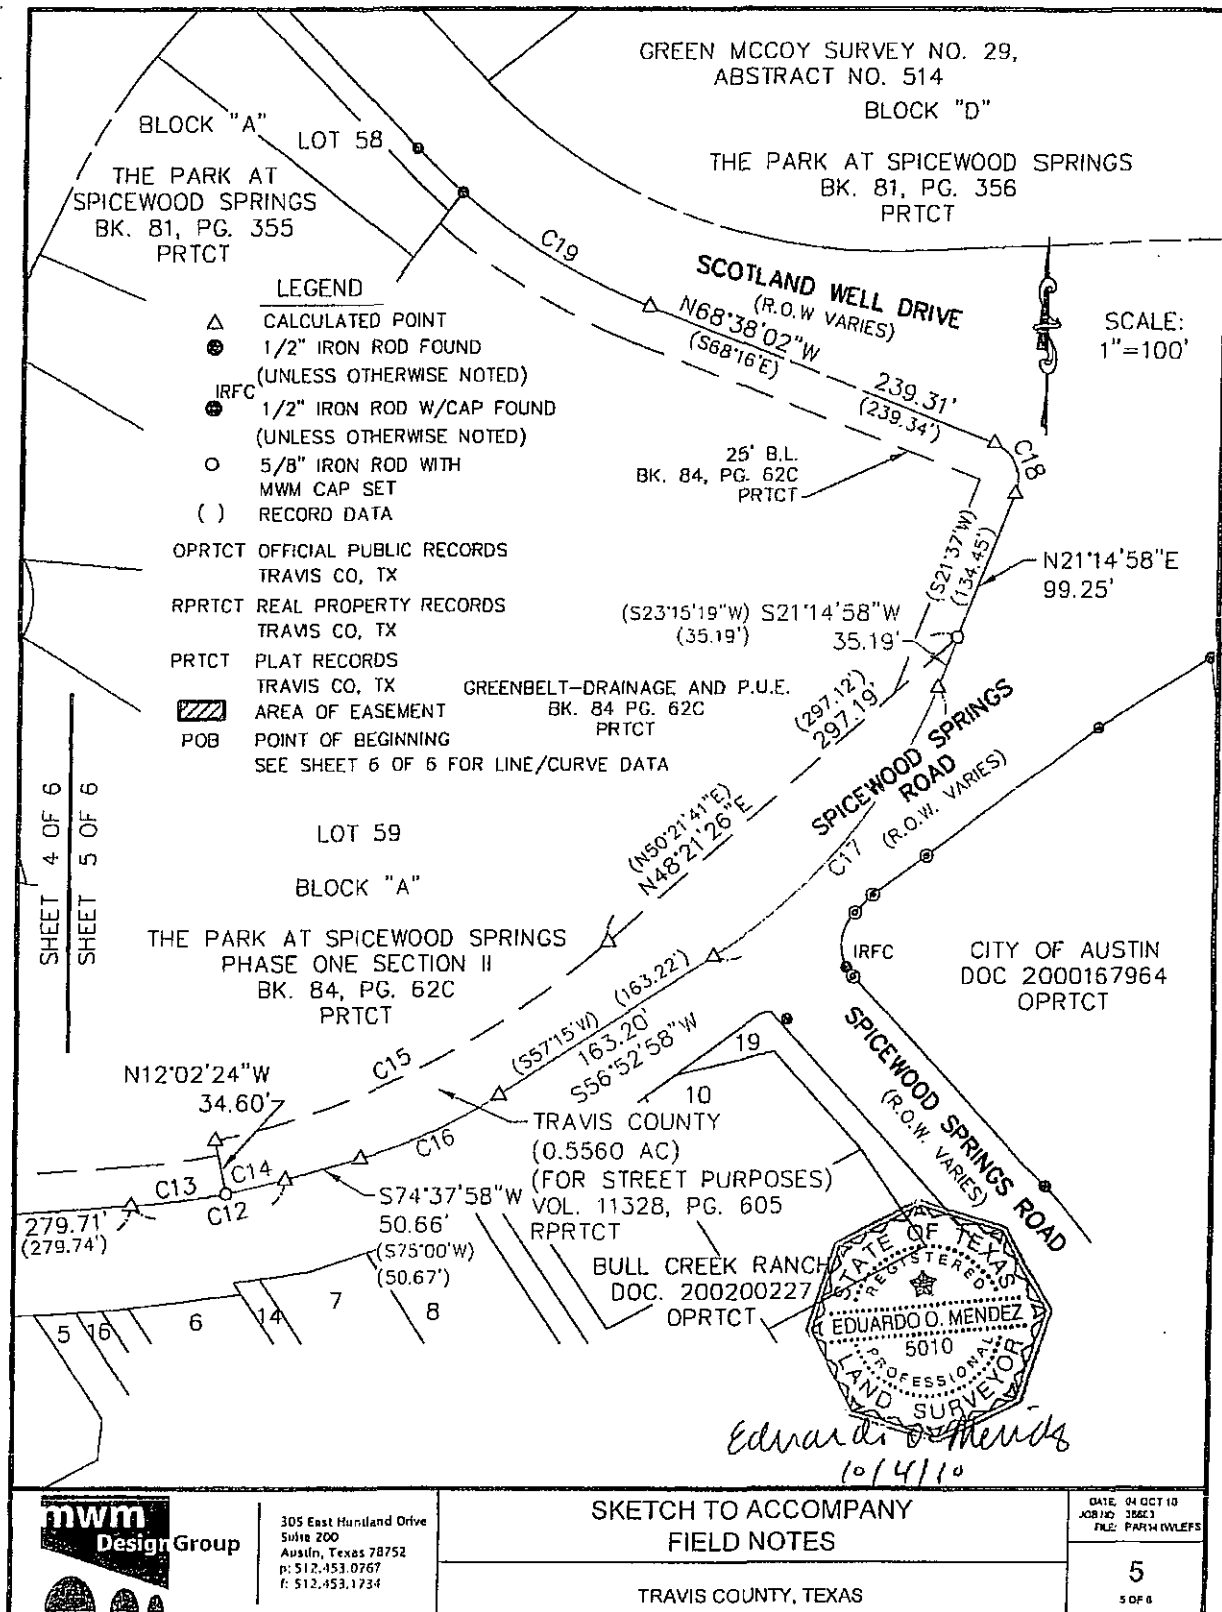 GREEN MCCOY SURVEY NO. 29,
ABSTRACT NO. 514
BLOCK "D"
THE PARK AT SPICEWOOD SPRINGS
BK. 81, PG. 356
PRTCT
BLOCK "A"
LOT 58
THE PARK AT
SPICEWOOD SPRINGS
BK. 81, PG. 355
PRTCT
C19
SCOTLAND WELL DRIVE
(R.O.W VARIES)
N68°38'02"W
(S68°16'E)
239.31'
(239.34')
SCALE:
1"=100'
C18
LEGEND
CALCULATED POINT
1/2" IRON ROD FOUND
(UNLESS OTHERWISE NOTED)
IRFC
1/2" IRON ROD W/CAP FOUND
(UNLESS OTHERWISE NOTED)
5/8" IRON ROD WITH
MWM CAP SET
( ) RECORD DATA
OPRTCT OFFICIAL PUBLIC RECORDS
TRAVIS CO, TX
RPRTCT REAL PROPERTY RECORDS
TRAVIS CO, TX
PRTCT PLAT RECORDS
TRAVIS CO, TX
AREA OF EASEMENT
POB POINT OF BEGINNING
SEE SHEET 6 OF 6 FOR LINE/CURVE DATA
25' B.L.
BK. 84, PG. 62C
PRTCT
(S21°37'W)
(134.45')
N21°14'58"E
99.25'
(S23°15'19"W) S21°14'58"W
(35.19') 35.19'
GREENBELT-DRAINAGE AND P.U.E.
BK. 84 PG. 62C
PRTCT
(297.12')
297.19'
(N50°21'41"E)
N48°21'26"E
SPICEWOOD SPRINGS
ROAD
(R.O.W. VARIES)
C17
SHEET 4 OF 6
SHEET 5 OF 6
LOT 59
BLOCK "A"
THE PARK AT SPICEWOOD SPRINGS
PHASE ONE SECTION II
BK. 84, PG. 62C
PRTCT
IRFC
CITY OF AUSTIN
DOC 2000167964
OPRTCT
SPICEWOOD SPRINGS ROAD
(R.O.W. VARIES)
(S57°15'W) (163.22')
163.20'
S56°52'58"W
C15
N12°02'24"W
34.60'
19
10
TRAVIS COUNTY
(0.5560 AC)
(FOR STREET PURPOSES)
VOL. 11328, PG. 605
RPRTCT
C16
C13
C14
C12
S74°37'58"W
50.66'
(S75°00'W)
(50.67')
279.71'
(279.74')
BULL CREEK RANCH
DOC. 200200227
OPRTCT
5
16
6
14
7
8
STATE OF TEXAS
REGISTERED
EDUARDO O. MENDEZ
5010
PROFESSIONAL
LAND SURVEYOR
Eduardo O. Mendez
10/4/10
mwm
DesignGroup
305 East Huntland Drive
Suite 200
Austin, Texas 78752
p: 512.453.0767
f: 512.453.1734
SKETCH TO ACCOMPANY
FIELD NOTES
TRAVIS COUNTY, TEXAS
DATE: 04 OCT 10
JOB NO:
FILE:
5
5 OF 6